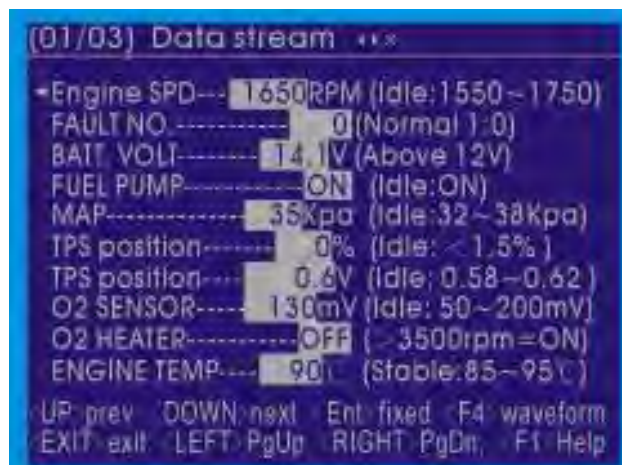 (01/03) Data stream
Engine SPD--- 1650RPM (Idle:1550~1750)
FAULT NO.----------- 0 (Normal 1:0)
BATT. VOLT-------- 14.1V (Above 12V)
FUEL PUMP----------- ON (Idle:ON)
MAP-------------- 35Kpa (Idle:32~38Kpa)
TPS position------- 0% (Idle: <1.5% )
TPS position---- 0.6V (Idle; 0.58~0.62 )
O2 SENSOR----- 130mV (Idle: 50~200mV)
O2 HEATER----------- OFF ( >3500rpm=ON)
ENGINE TEMP---- 90℃ (Stable:85~95℃)
UP: prev DOWN: next Ent: fixed F4: waveform
EXIT: exit LEFT: PgUp RIGHT: PgDn. F1: Help